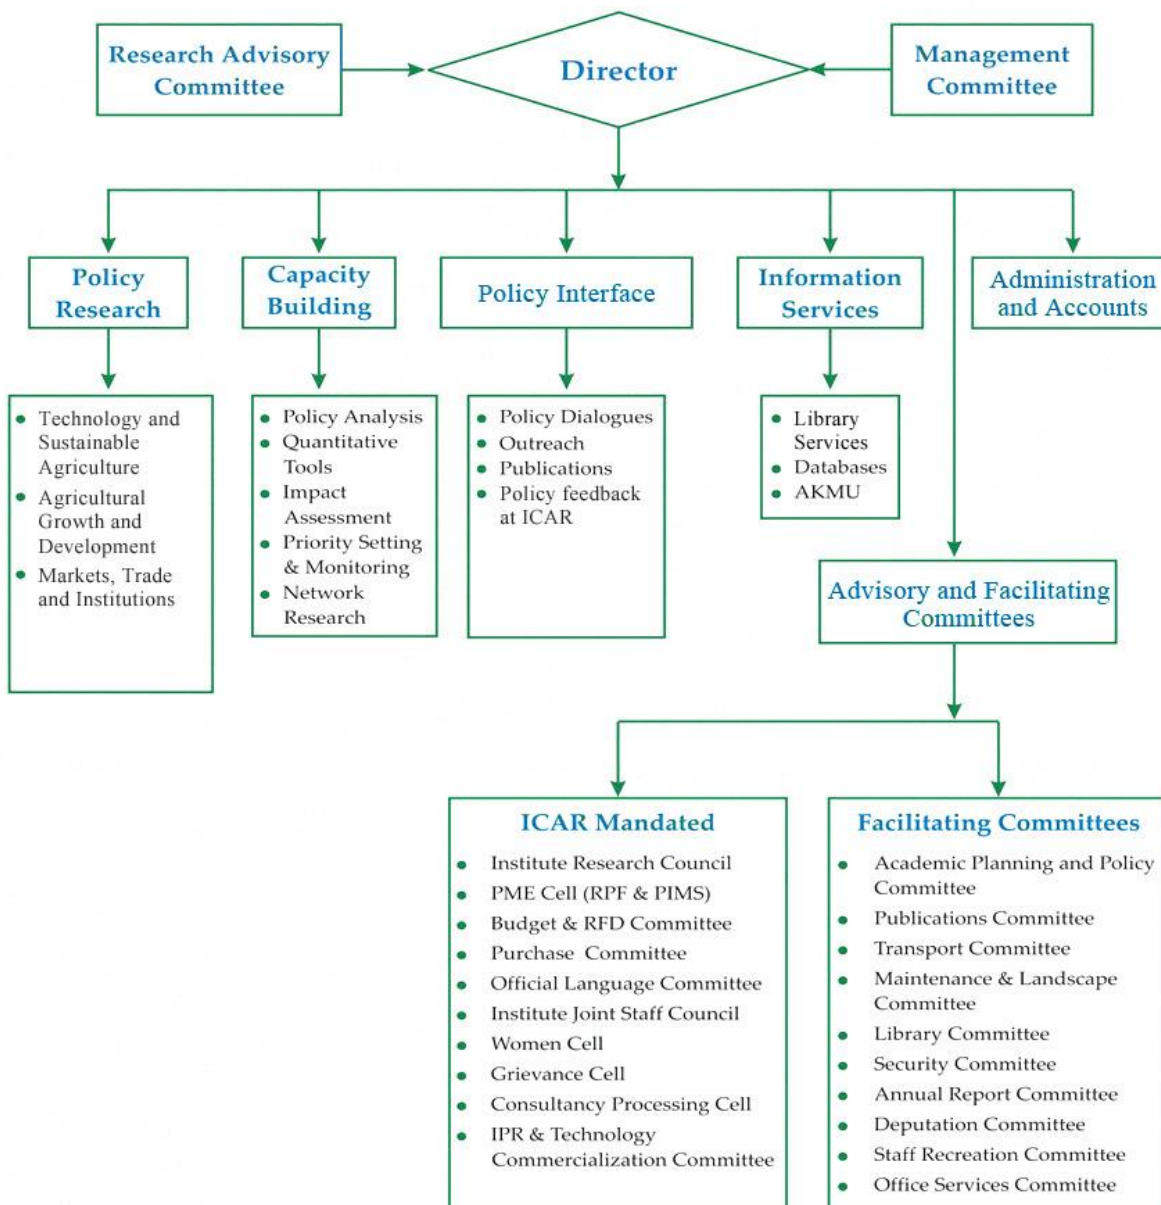 Research Advisory
Committee
Director
Management
Committee
Policy
Research
Capacity
Building
Policy Interface
Information
Services
Administration
and Accounts
• Technology and
Sustainable
Agriculture
• Agricultural
Growth and
Development
• Markets, Trade
and Institutions
• Policy Analysis
• Quantitative
Tools
• Impact
Assessment
• Priority Setting
& Monitoring
• Network
Research
• Policy Dialogues
• Outreach
• Publications
• Policy feedback
at ICAR
• Library
Services
• Databases
• AKMU
Advisory and Facilitating
Committees
ICAR Mandated
• Institute Research Council
• PME Cell (RPF & PIMS)
• Budget & RFD Committee
• Purchase Committee
• Official Language Committee
• Institute Joint Staff Council
• Women Cell
• Grievance Cell
• Consultancy Processing Cell
• IPR & Technology
Commercialization Committee
Facilitating Committees
• Academic Planning and Policy
Committee
• Publications Committee
• Transport Committee
• Maintenance & Landscape
Committee
• Library Committee
• Security Committee
• Annual Report Committee
• Deputation Committee
• Staff Recreation Committee
• Office Services Committee